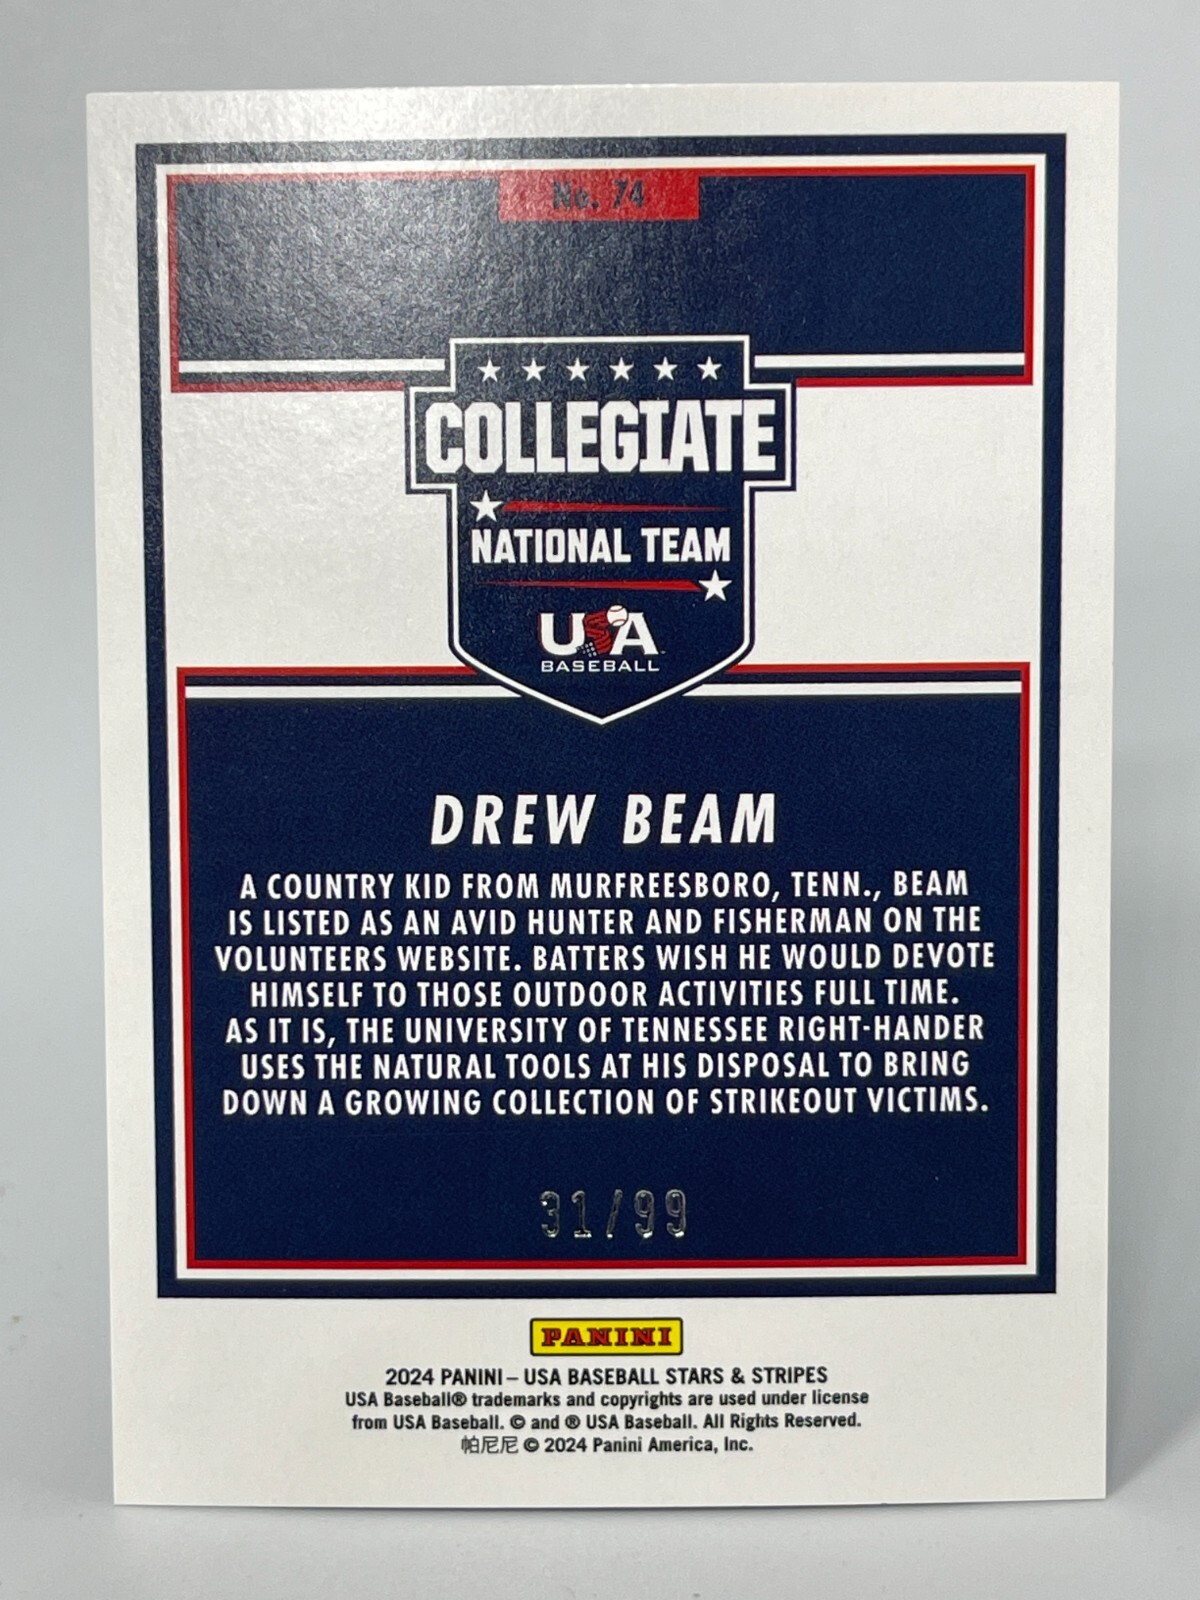 No. 74
COLLEGIATE
NATIONAL TEAM
USA
BASEBALL
DREW BEAM
A COUNTRY KID FROM MURFREESBORO, TENN., BEAM
IS LISTED AS AN AVID HUNTER AND FISHERMAN ON THE
VOLUNTEERS WEBSITE. BATTERS WISH HE WOULD DEVOTE
HIMSELF TO THOSE OUTDOOR ACTIVITIES FULL TIME.
AS IT IS, THE UNIVERSITY OF TENNESSEE RIGHT-HANDER
USES THE NATURAL TOOLS AT HIS DISPOSAL TO BRING
DOWN A GROWING COLLECTION OF STRIKEOUT VICTIMS.
31/99
PANINI
2024 PANINI – USA BASEBALL STARS & STRIPES
USA Baseball® trademarks and copyrights are used under license
from USA Baseball. © and ® USA Baseball. All Rights Reserved.
帕尼尼 © 2024 Panini America, Inc.